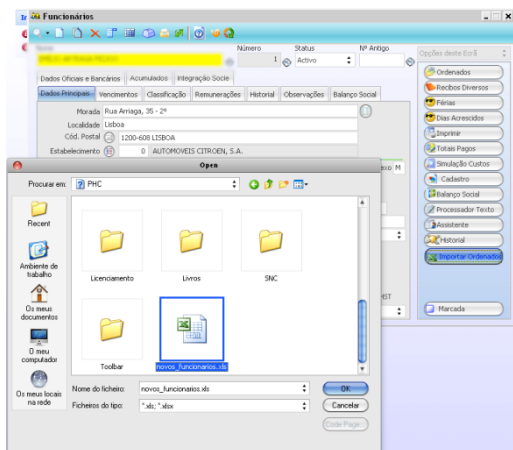 Funcionários
Nome
Número
Status
Nº Antigo
1
Activo
Opções deste Ecrã
Dados Oficiais e Bancários
Acumulados
Integração Socie
Dados Principais
Vencimentos
Classificação
Remunerações
Historial
Observações
Balanço Social
Morada
Rua Arriaga, 35 - 2º
Localidade
Lisboa
Cód. Postal
1200-608 LISBOA
Estabelecimento
0
AUTOMOVEIS CITROEN, S.A.
exo
M
Ordenados
Recibos Diversos
Férias
Dias Acrescidos
Imprimir
Totais Pagos
Simulação Custos
Cadastro
Balanço Social
Processador Texto
Assistente
Historial
Importar Ordenados
Marcada
Open
Procurar em:
PHC
Recent
Ambiente de
trabalho
Os meus
documentos
O meu
computador
Os meus locais
na rede
Licenciamento
Livros
SNC
Toolbar
novos_funcionarios.xls
Nome do ficheiro:
novos_funcionarios.xls
OK
Ficheiros do tipo:
*.xls; *.xlsx
Cancelar
Code Page...